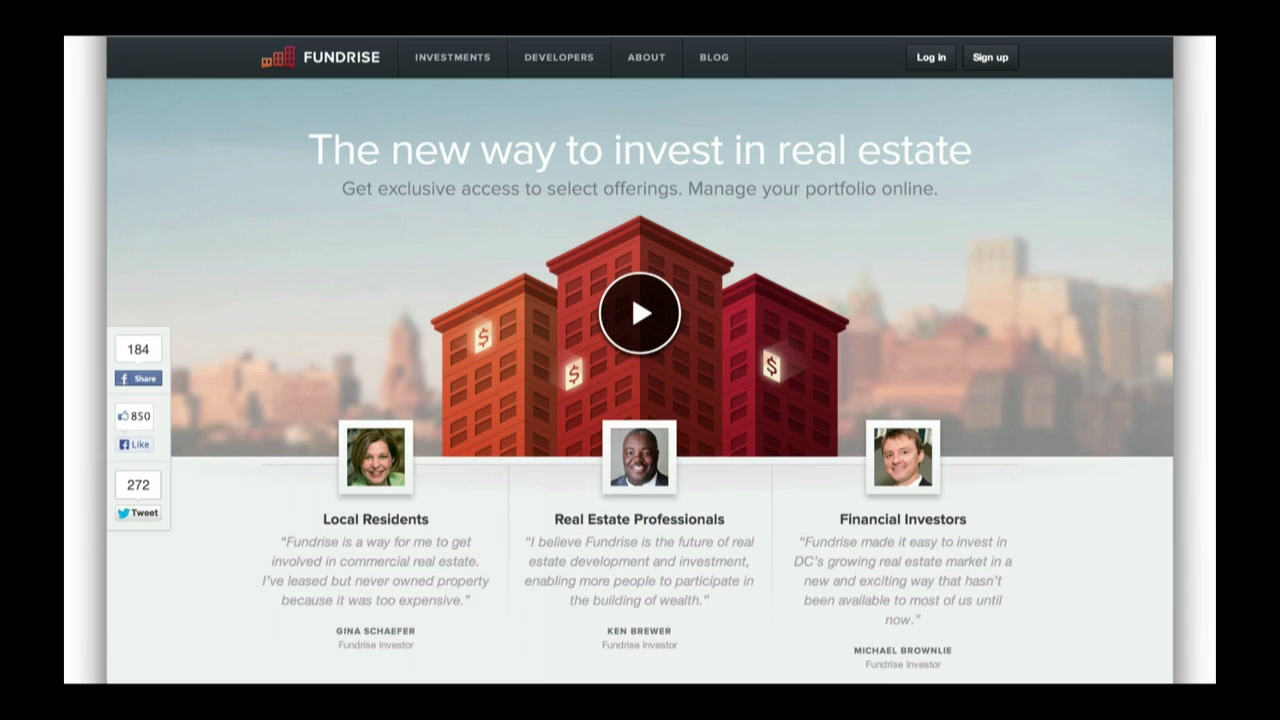 FUNDRISE
INVESTMENTS
DEVELOPERS
ABOUT
BLOG
Log in
Sign up
The new way to invest in real estate
Get exclusive access to select offerings. Manage your portfolio online.
$
$
$
184
Share
850
Like
272
Tweet
Local Residents
“Fundrise is a way for me to get
involved in commercial real estate.
I’ve leased but never owned property
because it was too expensive.”
GINA SCHAEFER
Fundrise Investor
Real Estate Professionals
“I believe Fundrise is the future of real
estate development and investment,
enabling more people to participate in
the building of wealth.”
KEN BREWER
Fundrise Investor
Financial Investors
“Fundrise made it easy to invest in
DC’s growing real estate market in a
new and exciting way that hasn’t
been available to most of us until
now.”
MICHAEL BROWNLIE
Fundrise Investor